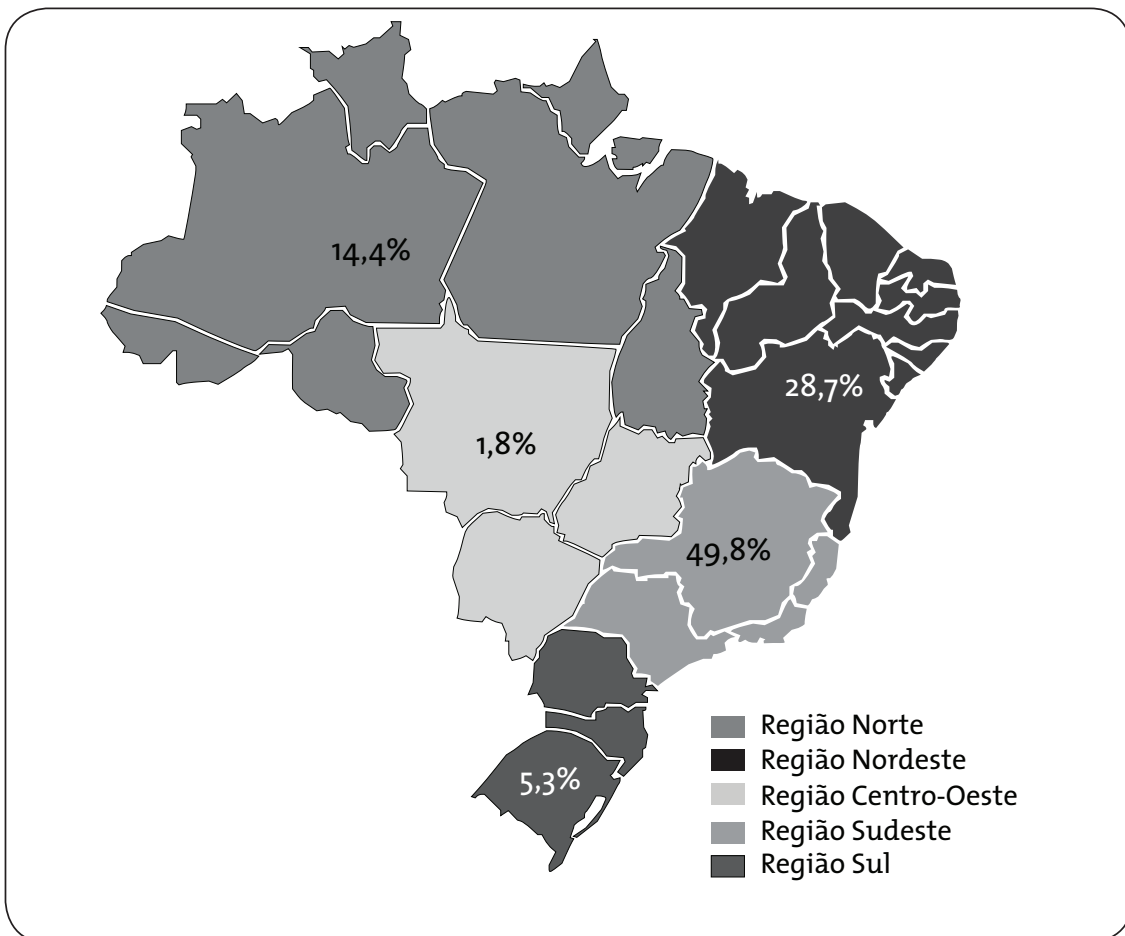 14,4%
28,7%
1,8%
49,8%
5,3%
Região Norte
Região Nordeste
Região Centro-Oeste
Região Sudeste
Região Sul